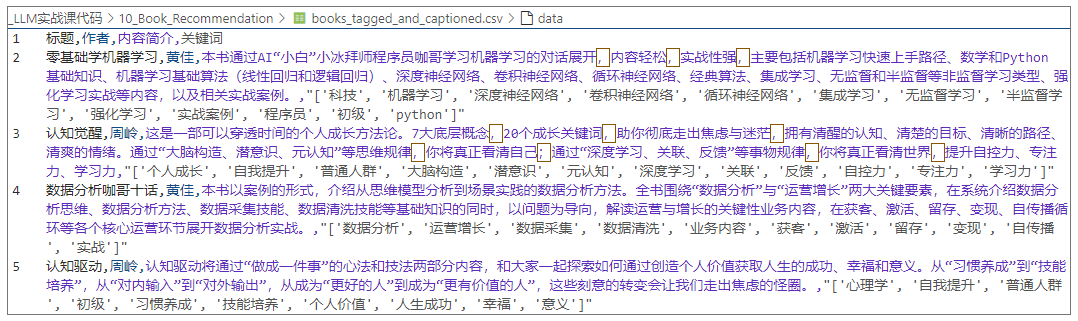 _LLM实战课代码 > 10_Book_Recommendation > books_tagged_and_captioned.csv > data
1 标题,作者,内容简介,关键词
2 零基础学机器学习,黄佳,本书通过AI“小白”小冰拜师程序员咖哥学习机器学习的对话展开，内容轻松，实战性强，主要包括机器学习快速上手路径、数学和Python
基础知识、机器学习基础算法（线性回归和逻辑回归）、深度神经网络、卷积神经网络、循环神经网络、经典算法、集成学习、无监督和半监督等非监督学习类型、强
化学习实战等内容，以及相关实战案例。,"['科技', '机器学习', '深度神经网络', '卷积神经网络', '循环神经网络', '集成学习', '无监督学习', '半监督学
习', '强化学习', '实战案例', '程序员', '初级', 'python']"
3 认知觉醒,周岭,这是一部可以穿透时间的个人成长方法论。7大底层概念，20个成长关键词，助你彻底走出焦虑与迷茫，拥有清醒的认知、清楚的目标、清晰的路径、
清爽的情绪。通过“大脑构造、潜意识、元认知”等思维规律，你将真正看清自己；通过“深度学习、关联、反馈”等事物规律，你将真正看清世界，提升自控力、专注
力、学习力。,"['个人成长', '自我提升', '普通人群', '大脑构造', '潜意识', '元认知', '深度学习', '关联', '反馈', '自控力', '专注力', '学习力']"
4 数据分析咖哥十话,黄佳,本书以案例的形式，介绍从思维模型分析到场景实践的数据分析方法。全书围绕“数据分析”与“运营增长”两大关键要素，在系统介绍数据分
析思维、数据分析方法、数据采集技能、数据清洗技能等基础知识的同时，以问题为导向，解读运营与增长的关键性业务内容，在获客、激活、留存、变现、自传播循
环等各个核心运营环节展开数据分析实战。,"['数据分析', '运营增长', '数据采集', '数据清洗', '业务内容', '获客', '激活', '留存', '变现', '自传播
', '实战']"
5 认知驱动,周岭,认知驱动将通过“做成一件事”的心法和技法两部分内容，和大家一起探索如何通过创造个人价值获取人生的成功、幸福和意义。从“习惯养成”到“技能
培养”，从“对内输入”到“对外输出”，从成为“更好的人”到成为“更有价值的人”，这些刻意的转变会让我们走出焦虑的怪圈。,"['心理学', '自我提升', '普通人群
', '初级', '习惯养成', '技能培养', '个人价值', '人生成功', '幸福', '意义']"